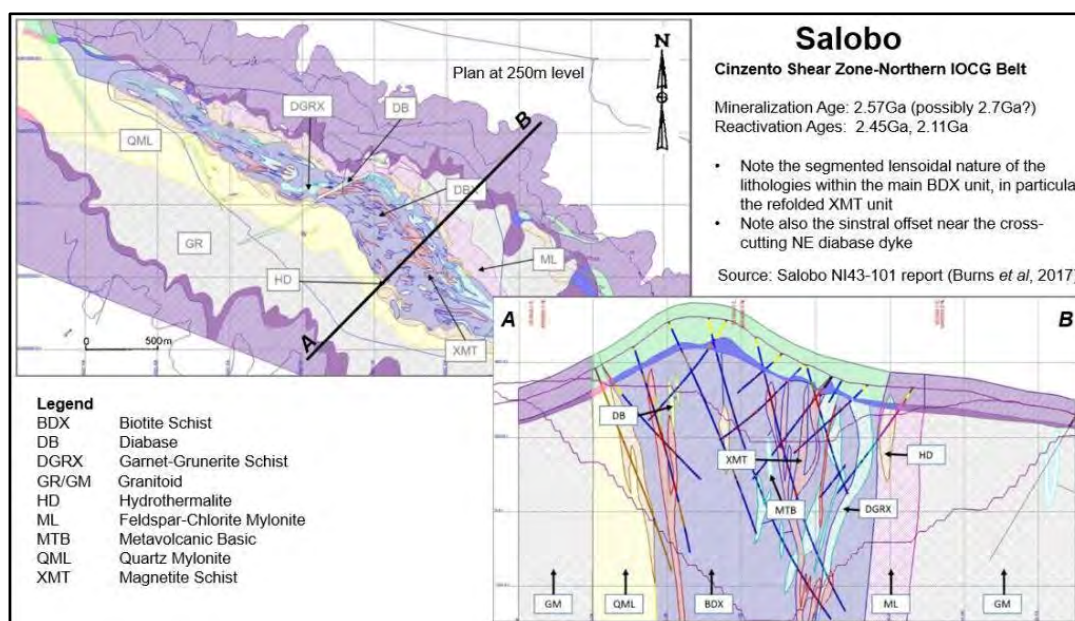 Salobo
Cinzento Shear Zone-Northern IOCG Belt
Mineralization Age: 2.57Ga (possibly 2.7Ga?)
Reactivation Ages: 2.45Ga, 2.11Ga
• Note the segmented lensoidal nature of the
lithologies within the main BDX unit, in particula
the refolded XMT unit
• Note also the sinstral offset near the cross-
cutting NE diabase dyke
Source: Salobo NI43-101 report (Burns et al, 2017)
Plan at 250m level
N
DGRX
DB
B
QML
DBX
GR
ML
HD
A
XMT
0
500m
Legend
BDX Biotite Schist
DB Diabase
DGRX Garnet-Grunerite Schist
GR/GM Granitoid
HD Hydrothermalite
ML Feldspar-Chlorite Mylonite
MTB Metavolcanic Basic
QML Quartz Mylonite
XMT Magnetite Schist
A
B
DB
XMT
HD
MTB
DGRX
GM
QML
BDX
ML
GM